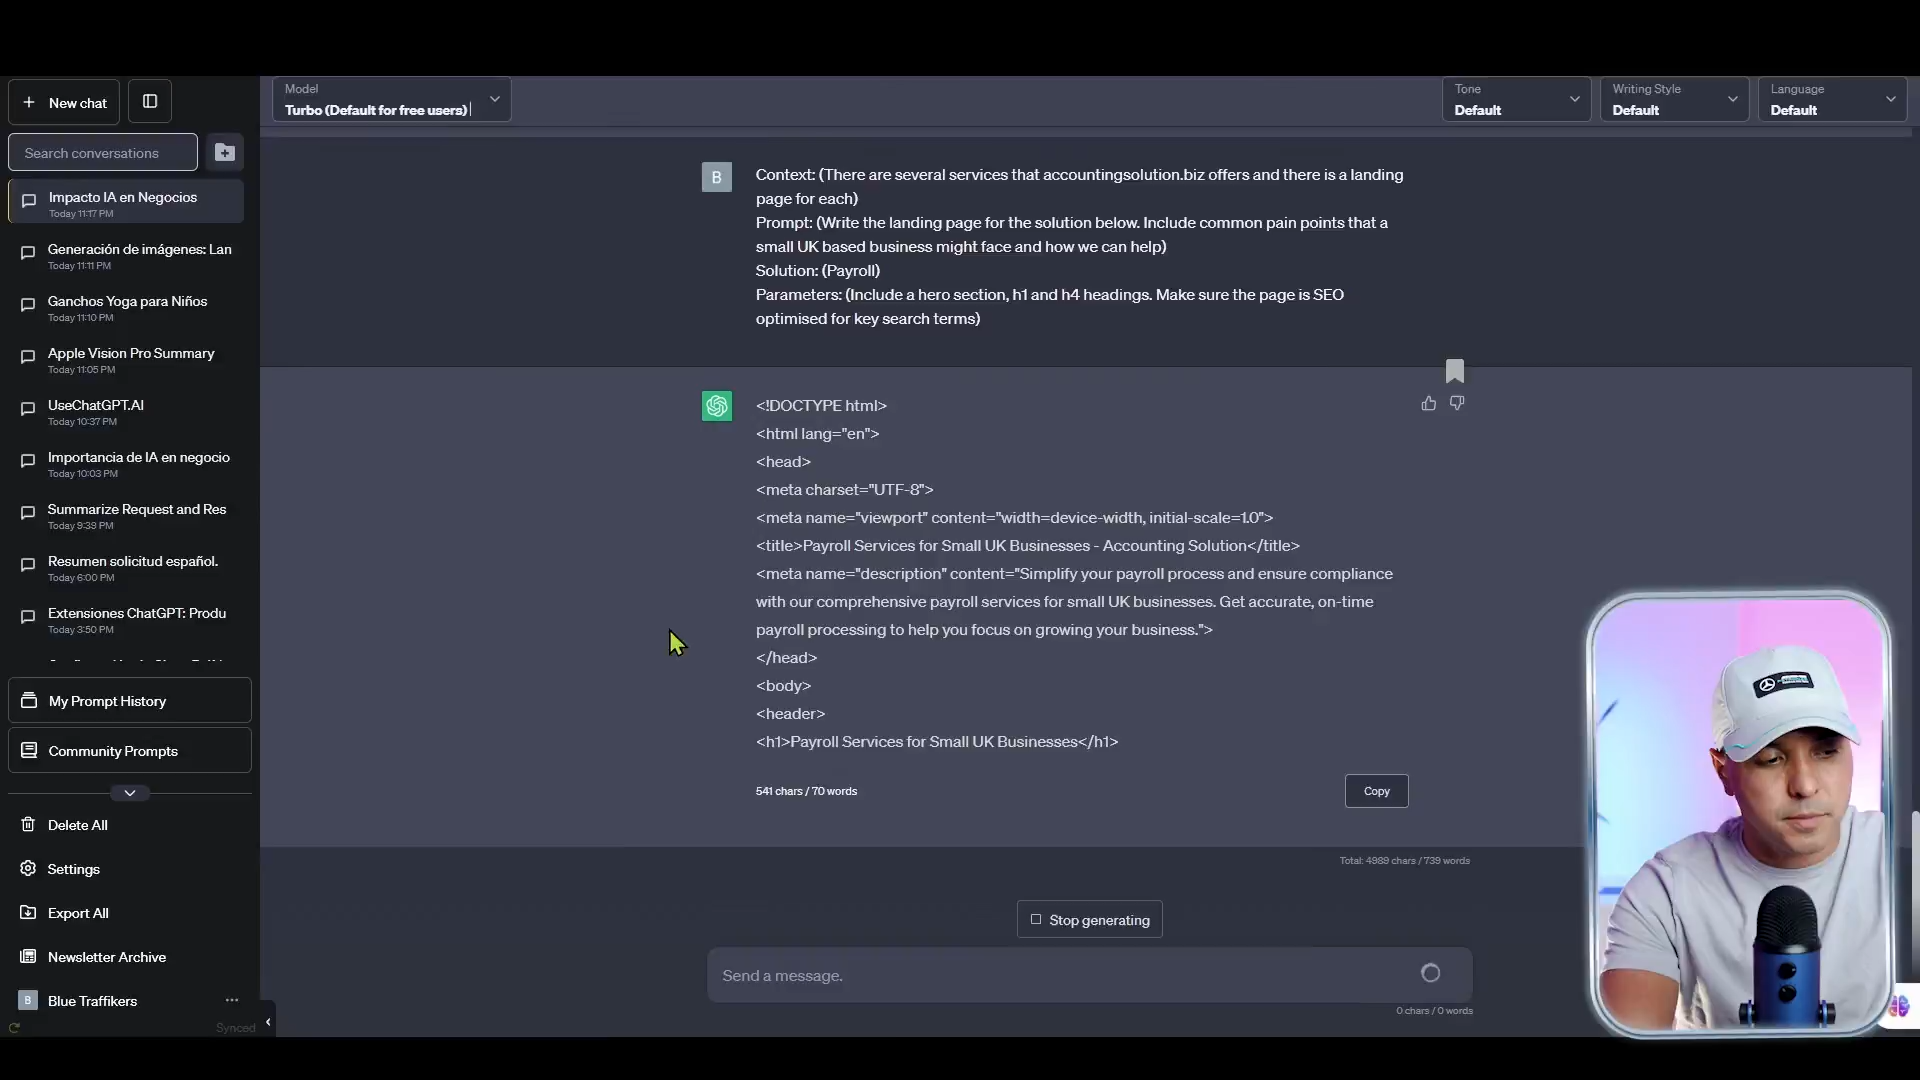 New chat
Search conversations
Impacto IA en Negocios
Today 11:17 PM
Generación de imágenes: Lan
Today 11:11 PM
Ganchos Yoga para Niños
Today 11:10 PM
Apple Vision Pro Summary
Today 11:05 PM
UseChatGPT.AI
Today 10:37 PM
Importancia de IA en negocio
Today 10:03 PM
Summarize Request and Res
Today 9:39 PM
Resumen solicitud español.
Today 6:00 PM
Extensiones ChatGPT: Produ
Today 3:50 PM
My Prompt History
Community Prompts
Delete All
Settings
Export All
Newsletter Archive
B Blue Traffikers
Synced
Model
Turbo (Default for free users)
Tone
Default
Writing Style
Default
Language
Default
B
Context: (There are several services that accountingsolution.biz offers and there is a landing
page for each)
Prompt: (Write the landing page for the solution below. Include common pain points that a
small UK based business might face and how we can help)
Solution: (Payroll)
Parameters: (Include a hero section, h1 and h4 headings. Make sure the page is SEO
optimised for key search terms)
<!DOCTYPE html>
<html lang="en">
<head>
<meta charset="UTF-8">
<meta name="viewport" content="width=device-width, initial-scale=1.0">
<title>Payroll Services for Small UK Businesses - Accounting Solution</title>
<meta name="description" content="Simplify your payroll process and ensure compliance
with our comprehensive payroll services for small UK businesses. Get accurate, on-time
payroll processing to help you focus on growing your business.">
</head>
<body>
<header>
<h1>Payroll Services for Small UK Businesses</h1>
541 chars / 70 words
Copy
Total: 4989 chars / 739 words
Stop generating
Send a message.
0 chars / 0 words